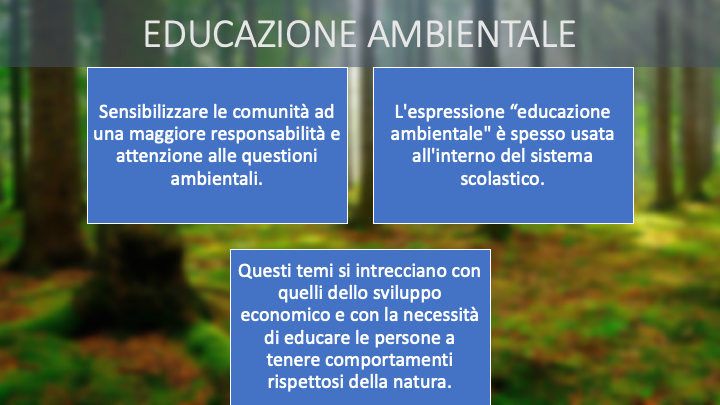 EDUCAZIONE AMBIENTALE
Sensibilizzare le comunità ad
una maggiore responsabilità e
attenzione alle questioni
ambientali.
L'espressione “educazione
ambientale" è spesso usata
all'interno del sistema
scolastico.
Questi temi si intrecciano con
quelli dello sviluppo
economico e con la necessità
di educare le persone a
tenere comportamenti
rispettosi della natura.